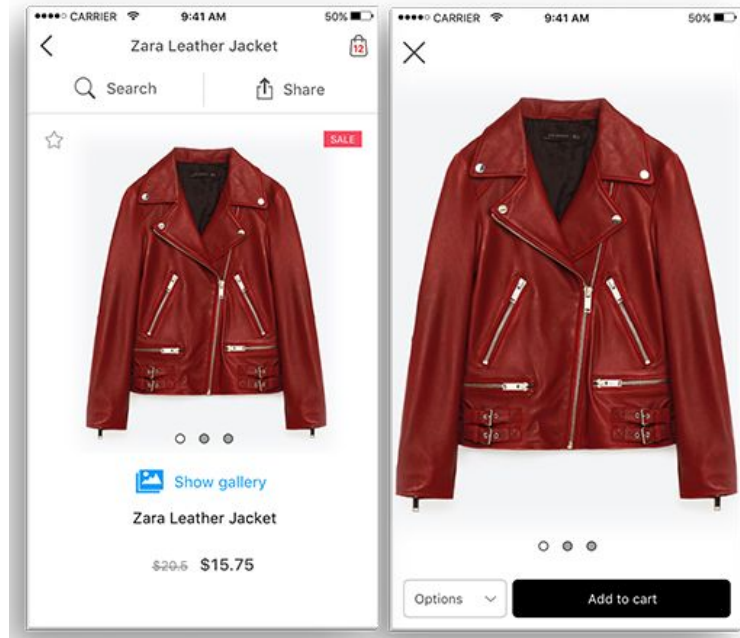 ●●●●○ CARRIER 9:41 AM 50%
Zara Leather Jacket 12
Search Share
SALE
Show gallery
Zara Leather Jacket
$20.5 $15.75
●●●●○ CARRIER 9:41 AM 50%
Options Add to cart